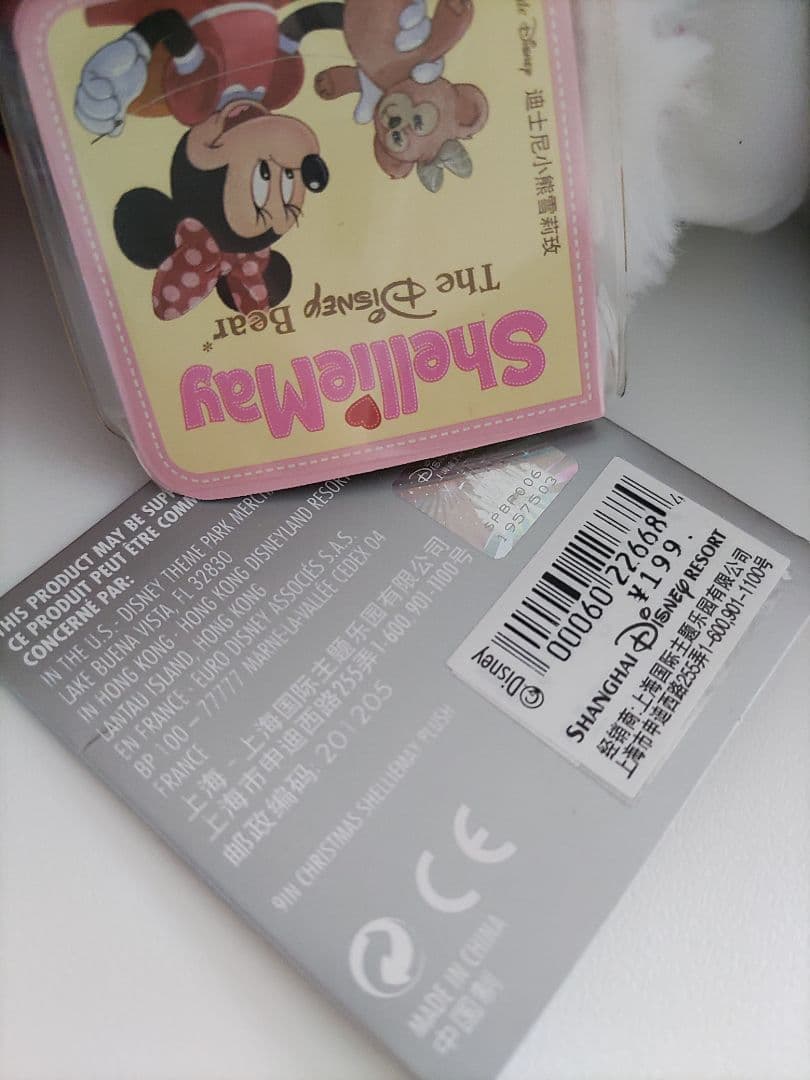 ShellieMay
The Disney Bear*
迪士尼小熊雪莉玫
Disney
SPBR006
1957503
©Disney
00060 22668
¥199.
SHANGHAI DISNEY RESORT
经销商:上海国际主题乐园有限公司
上海市申迪西路255弄1-600,901-1100号
THIS PRODUCT MAY BE
CE PRODUIT PEUT ÊTRE
CONCERNÉ PAR:
IN THE U.S.- DISNEY THEME PARK
LAKE BUENA VISTA, FL 32830
IN HONG KONG - HONG KONG DISNEYLAND RESORT
LANTAU ISLAND, HONG KONG
EN FRANCE : EURO DISNEY ASSOCIÉS S.A.S.
BP 100 – 77777 MARNE-LA-VALLÉE CEDEX 04
FRANCE
上海 - 上海国际主题乐园有限公司
上海市申迪西路255弄1-600,901-1100号
邮政编码: 201205
9IN CHRISTMAS SHELLIEMAY PLUSH
CE
MADE IN CHINA
中国制